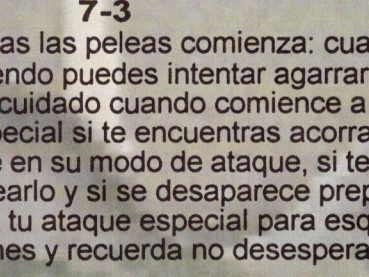 7-3
as las peleas comienza: cua
endo puedes intentar agarrar
cuidado cuando comience a
pecial si te encuentras acorra
e en su modo de ataque, si te
earlo y si se desaparece prep
tu ataque especial para esq
nes y recuerda no desespera